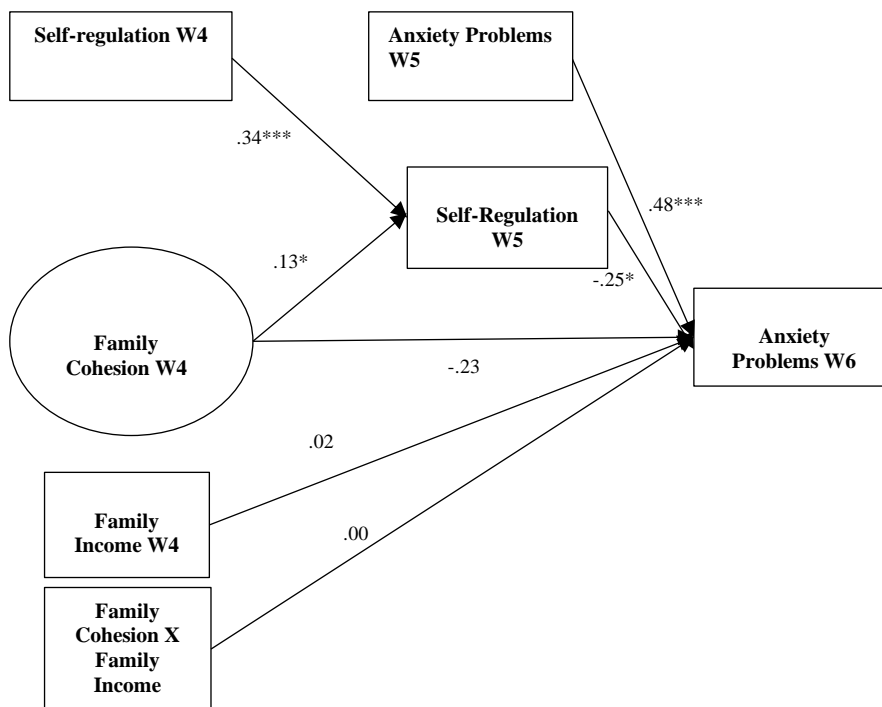 Self-regulation W4
Anxiety Problems
W5
.34***
Self-Regulation
W5
.48***
.13*
-.25*
Family
Cohesion W4
Anxiety
Problems W6
-.23
.02
Family
Income W4
.00
Family
Cohesion X
Family
Income